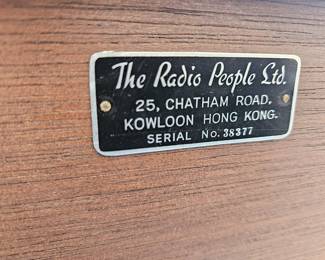 The Radio People Ltd.
25, CHATHAM ROAD.
KOWLOON HONG KONG.
SERIAL No. 38377